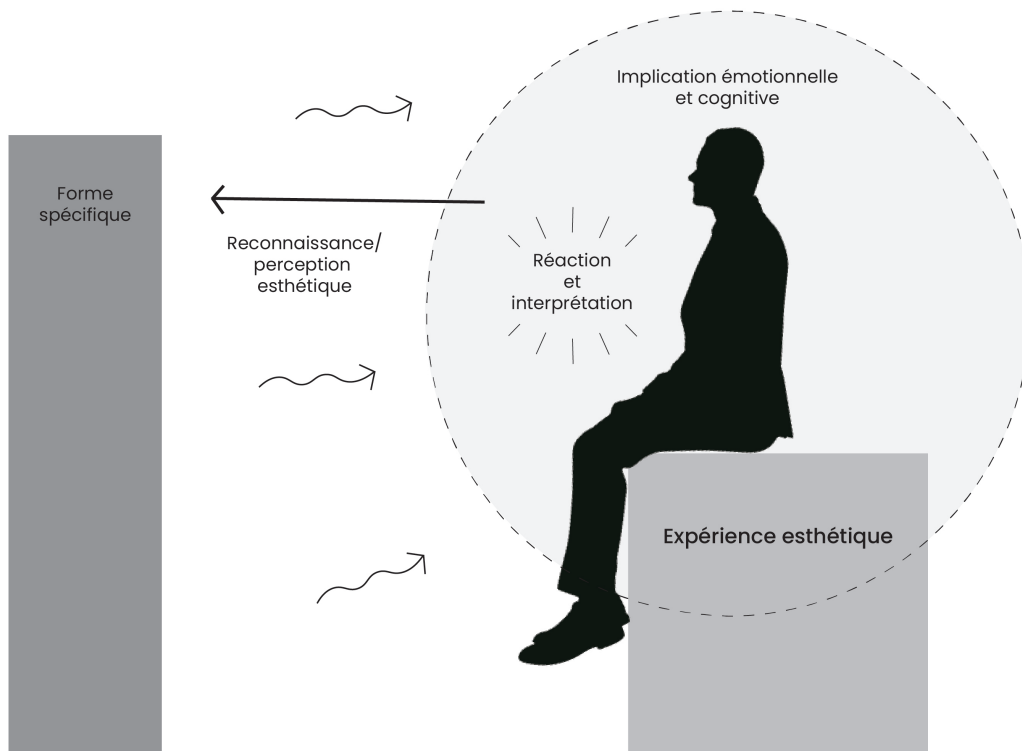 Implication émotionnelle
et cognitive
Forme
spécifique
Reconnaissance/
perception
esthétique
Réaction
et
interprétation
Expérience esthétique